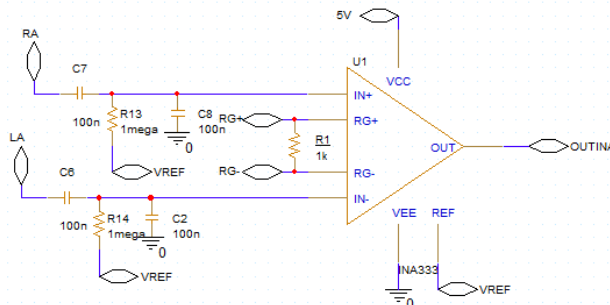 5V
RA
U1
C7
VCC
IN+
R13
C8
RG+
RG+
100n
1mega
100n
R1
LA
0
1k
OUT
OUTINA
VREF
RG-
RG-
C6
IN-
R14
C2
VEE
REF
100n
1mega
100n
0
INA333
VREF
0
VREF